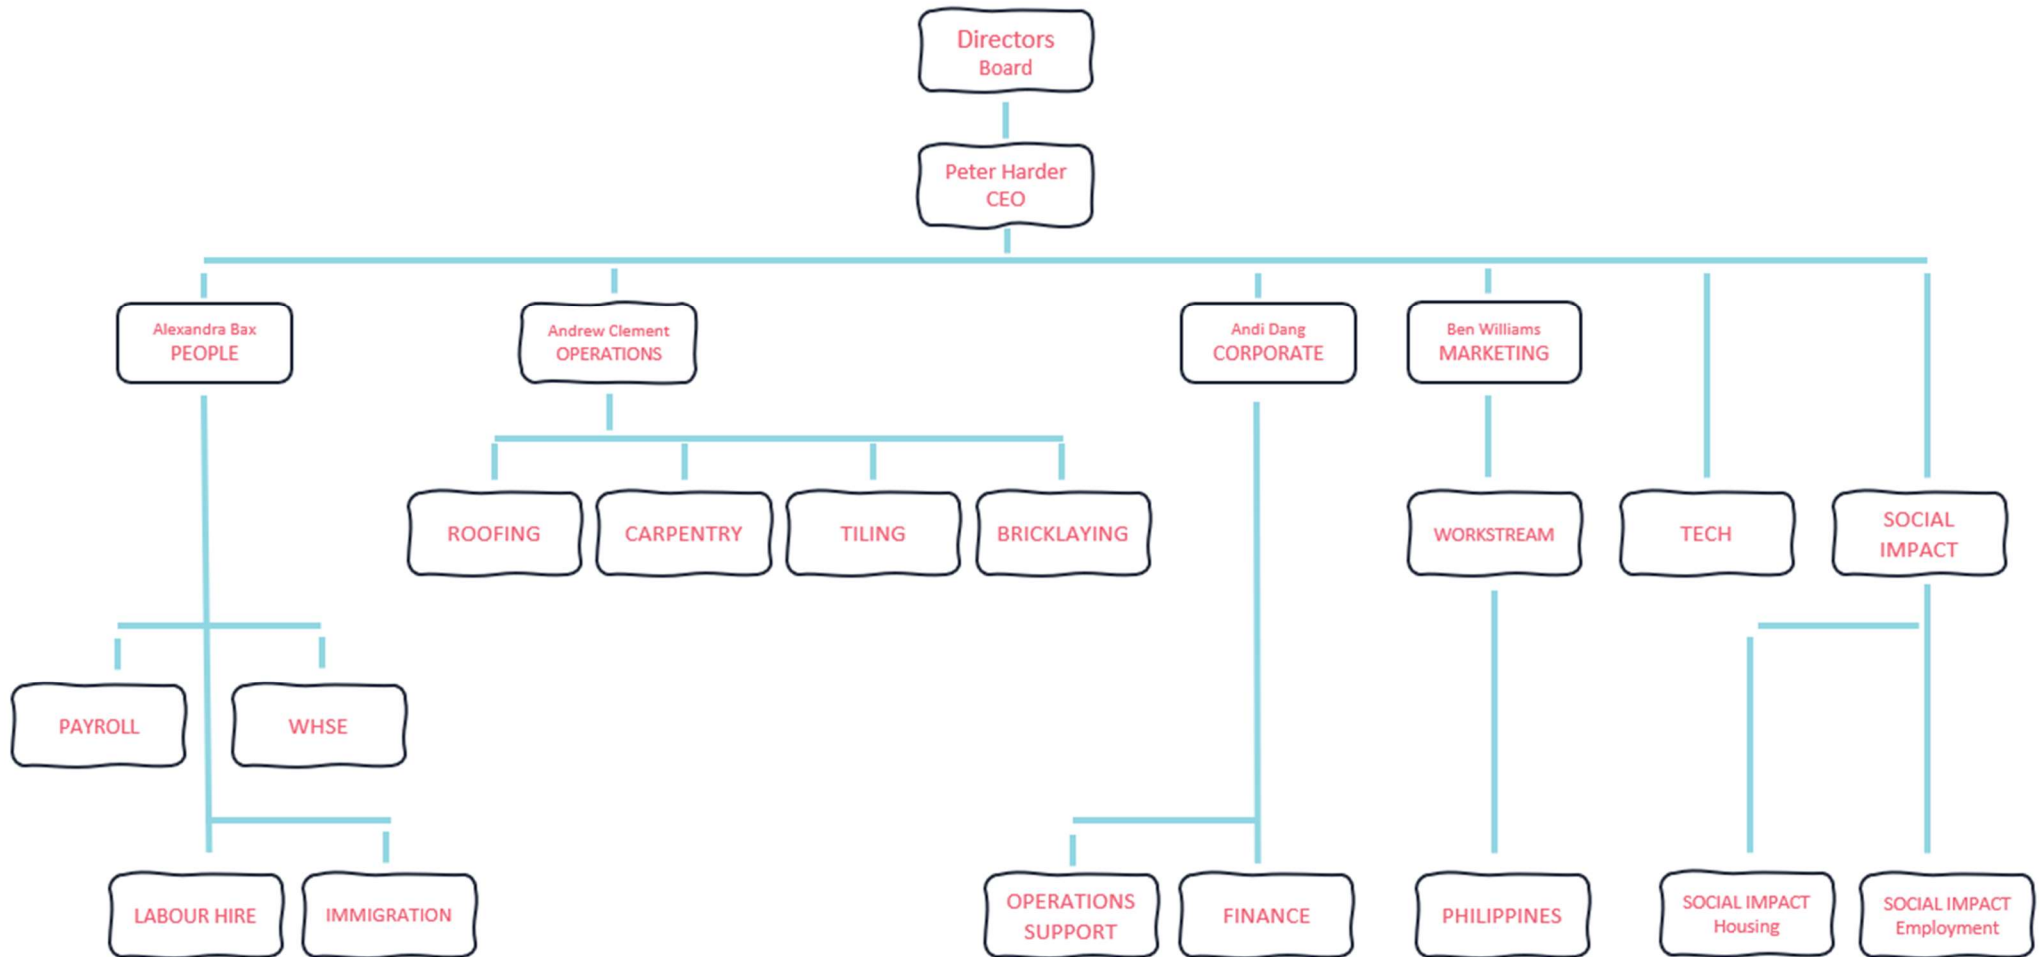 Directors
Board
Peter Harder
CEO
Alexandra Bax
PEOPLE
Andrew Clement
OPERATIONS
Andi Dang
CORPORATE
Ben Williams
MARKETING
ROOFING
CARPENTRY
TILING
BRICKLAYING
WORKSTREAM
TECH
SOCIAL
IMPACT
PAYROLL
WHSE
LABOUR HIRE
IMMIGRATION
OPERATIONS
SUPPORT
FINANCE
PHILIPPINES
SOCIAL IMPACT
Housing
SOCIAL IMPACT
Employment